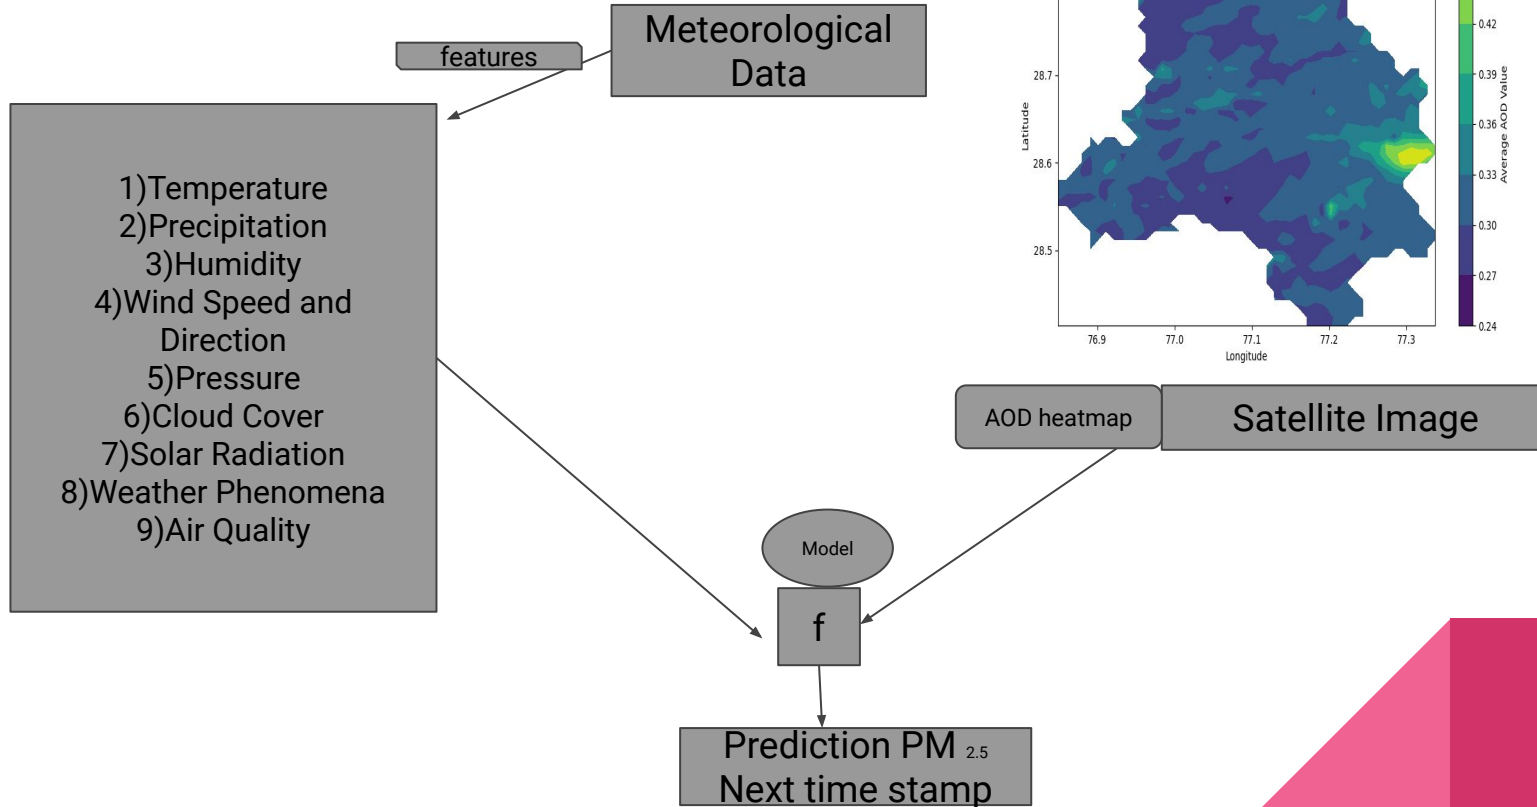 Meteorological
Data
features
1)Temperature
2)Precipitation
3)Humidity
4)Wind Speed and
Direction
5)Pressure
6)Cloud Cover
7)Solar Radiation
8)Weather Phenomena
9)Air Quality
Latitude
28.7
28.6
28.5
76.9 77.0 77.1 77.2 77.3
Longitude
0.42
0.39
0.36
0.33
0.30
0.27
0.24
Average AOD Value
AOD heatmap
Satellite Image
Model
f
Prediction PM 2.5
Next time stamp